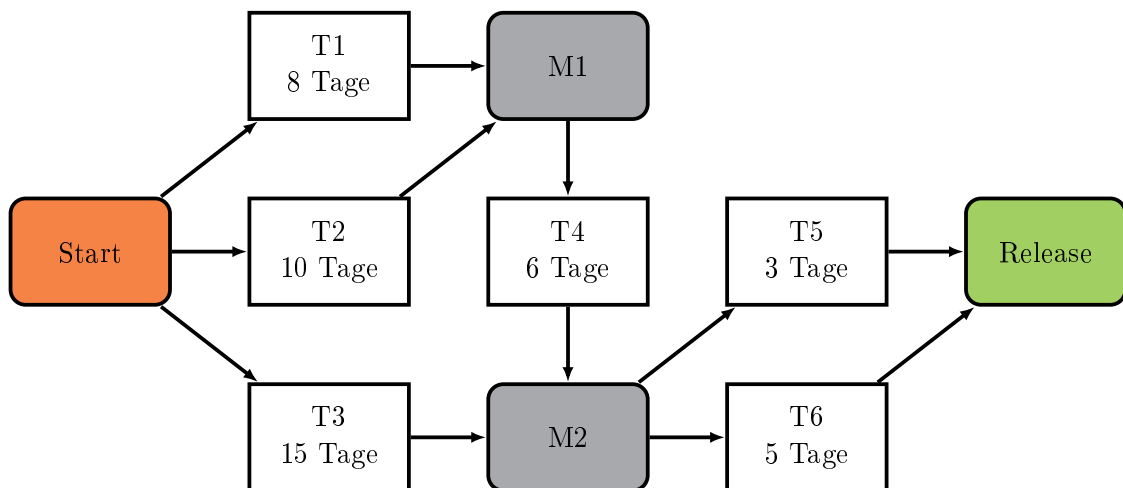 T1
8 Tage
M1
Start
T2
10 Tage
T4
6 Tage
T5
3 Tage
Release
T3
15 Tage
M2
T6
5 Tage